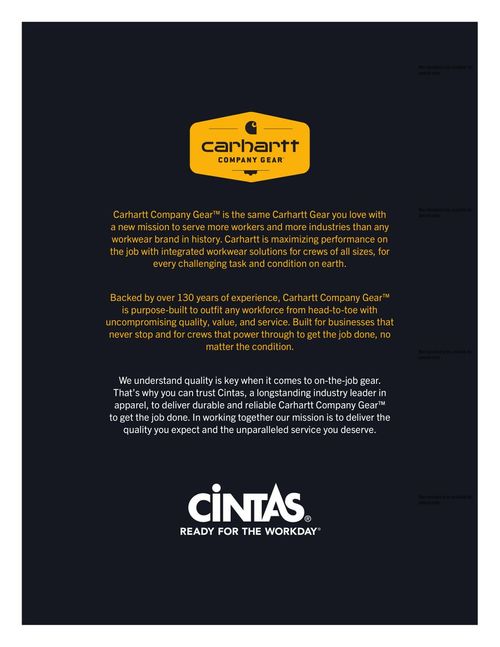 carhartt
COMPANY GEAR™
Carhartt Company Gear™ is the same Carhartt Gear you love with
a new mission to serve more workers and more industries than any
workwear brand in history. Carhartt is maximizing performance on
the job with integrated workwear solutions for crews of all sizes, for
every challenging task and condition on earth.
Backed by over 130 years of experience, Carhartt Company Gear™
is purpose-built to outfit any workforce from head-to-toe with
uncompromising quality, value, and service. Built for businesses that
never stop and for crews that power through to get the job done, no
matter the condition.
We understand quality is key when it comes to on-the-job gear.
That's why you can trust Cintas, a longstanding industry leader in
apparel, to deliver durable and reliable Carhartt Company Gear™
to get the job done. In working together our mission is to deliver the
quality you expect and the unparalleled service you deserve.
CINTAS®
READY FOR THE WORKDAY®